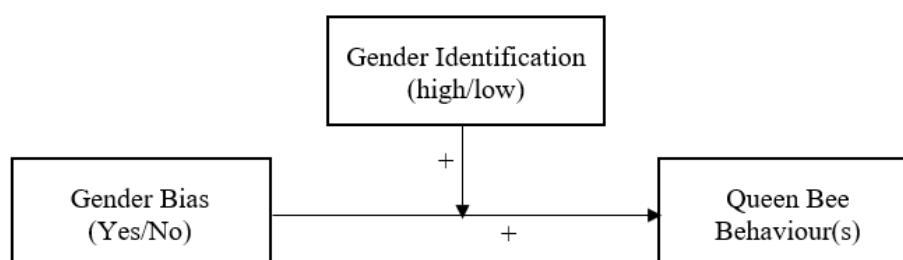 Gender Identification
(high/low)
+
Gender Bias
(Yes/No)
+
Queen Bee
Behaviour(s)